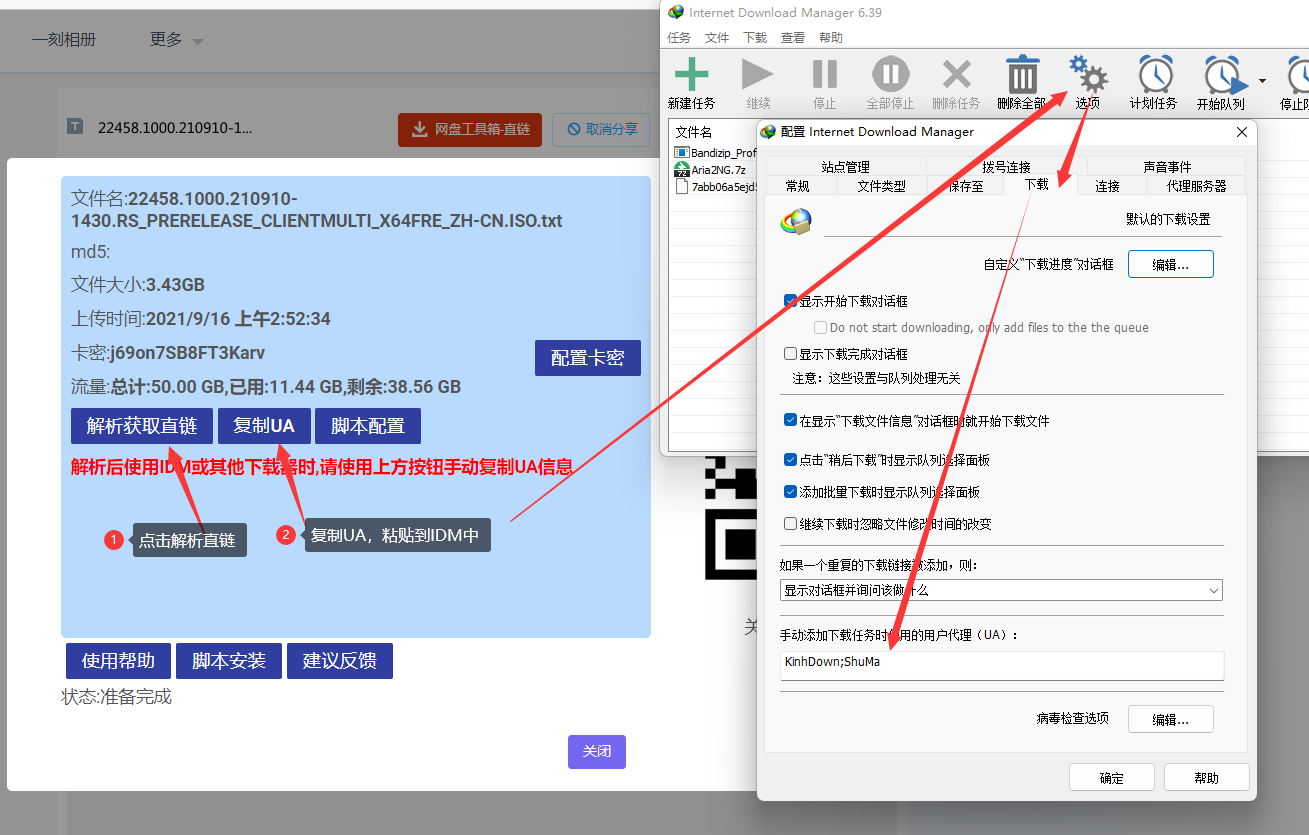 一刻相册
更多
22458.1000.210910-1...
网盘工具箱-直链
取消分享
文件名:22458.1000.210910-
1430.RS_PRERELEASE_CLIENTMULTI_X64FRE_ZH-CN.ISO.txt
md5:
文件大小:3.43GB
上传时间:2021/9/16 上午2:52:34
卡密:j69on7SB8FT3Karv
配置卡密
流量:总计:50.00 GB,已用:11.44 GB,剩余:38.56 GB
解析获取直链
复制UA
脚本配置
解析后使用IDM或其他下载器时,请使用上方按钮手动复制UA信息
1
点击解析直链
2
复制UA，粘贴到IDM中
使用帮助
脚本安装
建议反馈
状态:准备完成
关闭
关
Internet Download Manager 6.39
任务 文件 下载 查看 帮助
新建任务 继续 停止 全部停止 删除任务 删除全部 选项 计划任务 开始队列 停止
文件名
Bandizip_Prof
Aria2NG.7z
7abb06a5ejd
配置 Internet Download Manager
站点管理 拨号连接 声音事件
常规 文件类型 保存至 下载 连接 代理服务器
默认的下载设置
自定义“下载进度”对话框
编辑...
显示开始下载对话框
Do not start downloading, only add files to the the queue
显示下载完成对话框
注意：这些设置与队列处理无关
在显示“下载文件信息”对话框时就开始下载文件
点击“稍后下载”时显示队列选择面板
添加批量下载时显示队列选择面板
继续下载时忽略文件修改时间的改变
如果一个重复的下载链接被添加，则：
显示对话框并询问该做什么
手动添加下载任务时使用的用户代理（UA）：
KinhDown;ShuMa
病毒检查选项
编辑...
确定
帮助